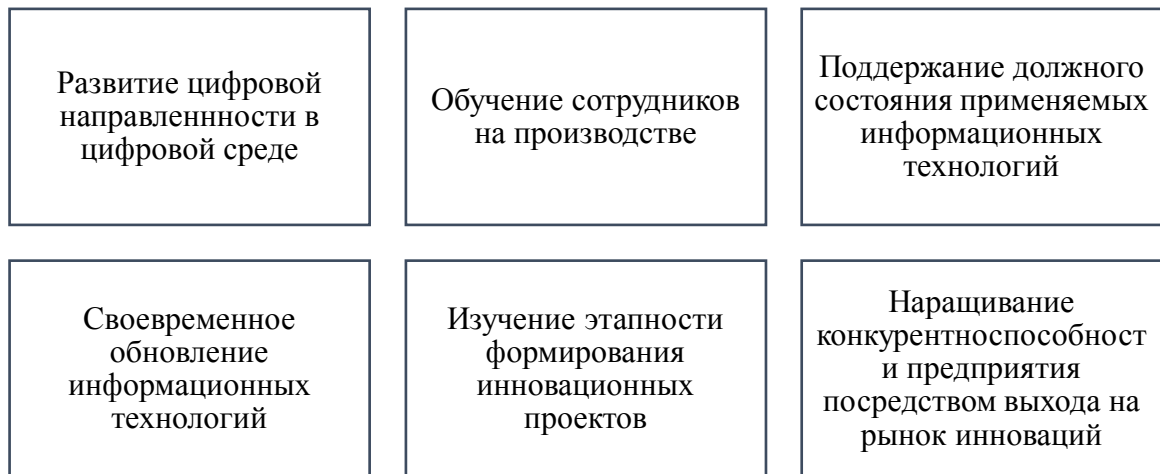 Развитие цифровой
направленнности в
цифровой среде
Обучение сотрудников
на производстве
Поддержание должного
состояния применяемых
информационных
технологий
Своевременное
обновление
информационных
технологий
Изучение этапности
формирования
инновационных
проектов
Наращивание
конкурентноспособност
и предприятия
посредством выхода на
рынок инноваций